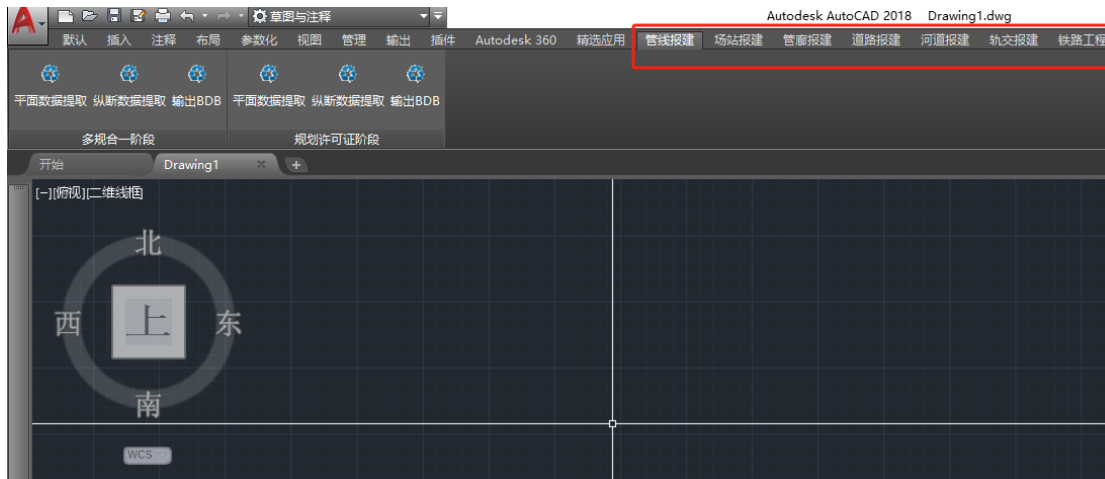 草图与注释
Autodesk AutoCAD 2018 Drawing1.dwg
默认 插入 注释 布局 参数化 视图 管理 输出 插件 Autodesk 360 精选应用 管线报建 场站报建 管廊报建 道路报建 河道报建 轨交报建 铁路工程
平面数据提取 纵断数据提取 输出BDB 平面数据提取 纵断数据提取 输出BDB
多规合一阶段 规划许可证阶段
开始 Drawing1
[−][俯视][二维线框]
北
西 上 东
南
WCS